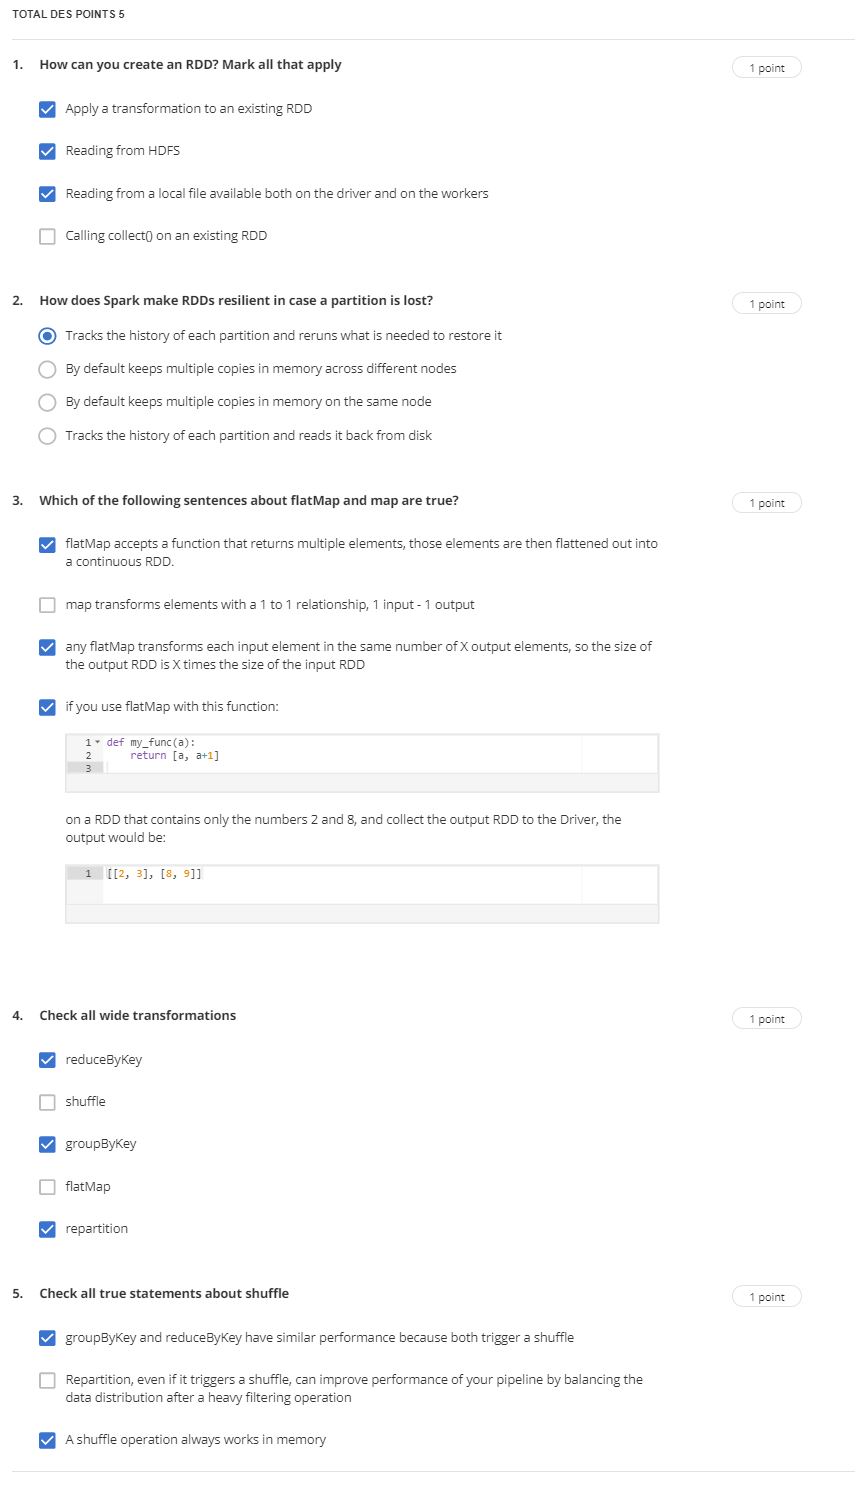 TOTAL DES POINTS 5
1. How can you create an RDD? Mark all that apply
1 point
Apply a transformation to an existing RDD
Reading from HDFS
Reading from a local file available both on the driver and on the workers
Calling collect() on an existing RDD
2. How does Spark make RDDs resilient in case a partition is lost?
1 point
Tracks the history of each partition and reruns what is needed to restore it
By default keeps multiple copies in memory across different nodes
By default keeps multiple copies in memory on the same node
Tracks the history of each partition and reads it back from disk
3. Which of the following sentences about flatMap and map are true?
1 point
flatMap accepts a function that returns multiple elements, those elements are then flattened out into
a continuous RDD.
map transforms elements with a 1 to 1 relationship, 1 input - 1 output
any flatMap transforms each input element in the same number of X output elements, so the size of
the output RDD is X times the size of the input RDD
if you use flatMap with this function:
1 def my_func(a):
2 return [a, a+1]
3
on a RDD that contains only the numbers 2 and 8, and collect the output RDD to the Driver, the
output would be:
1 [[2, 3], [8, 9]]
4. Check all wide transformations
1 point
reduceByKey
shuffle
groupByKey
flatMap
repartition
5. Check all true statements about shuffle
1 point
groupByKey and reduceByKey have similar performance because both trigger a shuffle
Repartition, even if it triggers a shuffle, can improve performance of your pipeline by balancing the
data distribution after a heavy filtering operation
A shuffle operation always works in memory